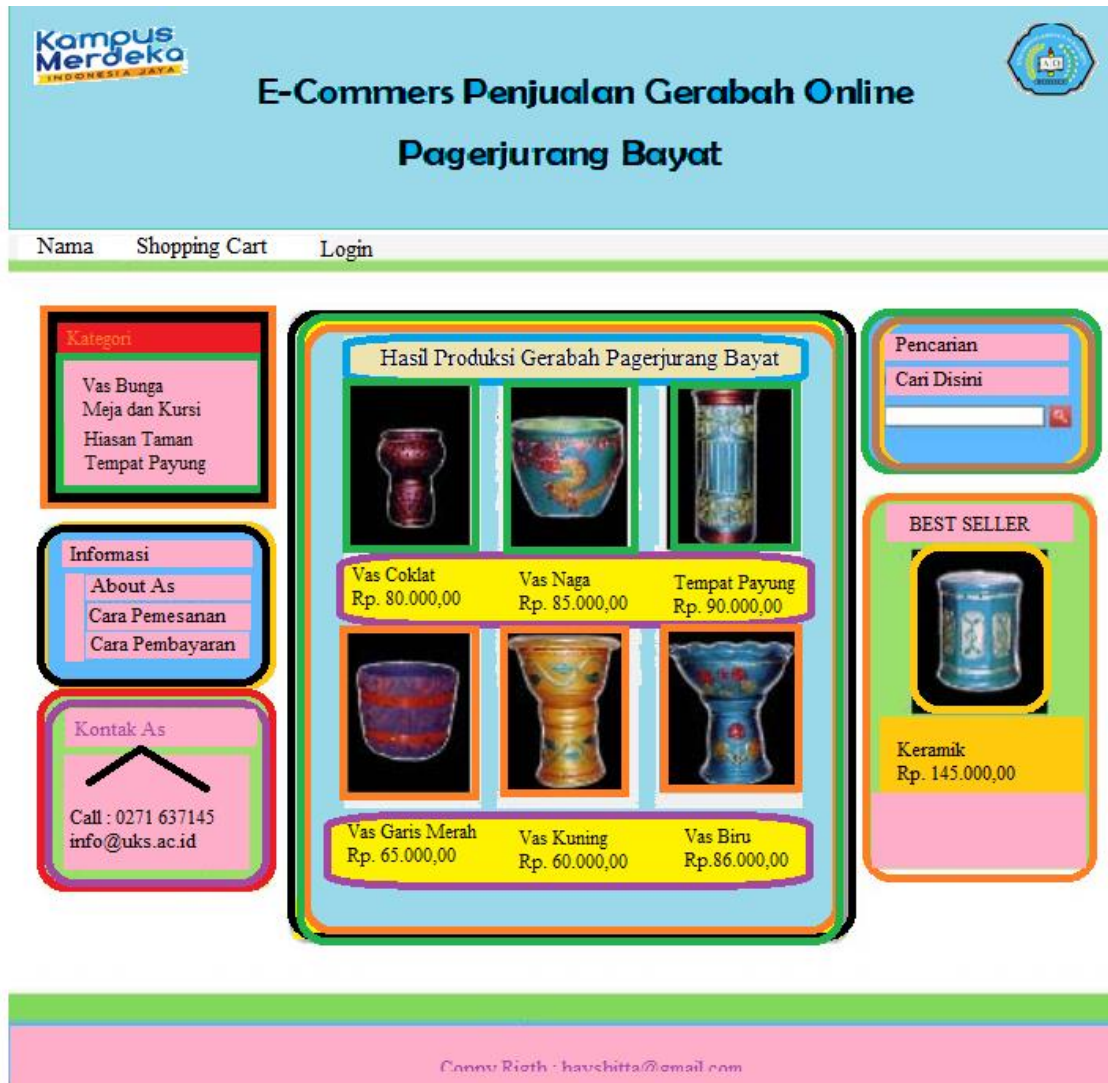 Kampus
Merdeka
INDONESIA JAYA
E-Commers Penjualan Gerabah Online
Pagerjurang Bayat
Nama Shopping Cart Login
Kategori
Vas Bunga
Meja dan Kursi
Hiasan Taman
Tempat Payung
Informasi
About As
Cara Pemesanan
Cara Pembayaran
Kontak As
Call : 0271 637145
info@uks.ac.id
Hasil Produksi Gerabah Pagerjurang Bayat
Vas Coklat
Rp. 80.000,00
Vas Naga
Rp. 85.000,00
Tempat Payung
Rp. 90.000,00
Vas Garis Merah
Rp. 65.000,00
Vas Kuning
Rp. 60.000,00
Vas Biru
Rp.86.000,00
Pencarian
Cari Disini
BEST SELLER
Keramik
Rp. 145.000,00
Coppy Rigth : hayshitta@gmail.com